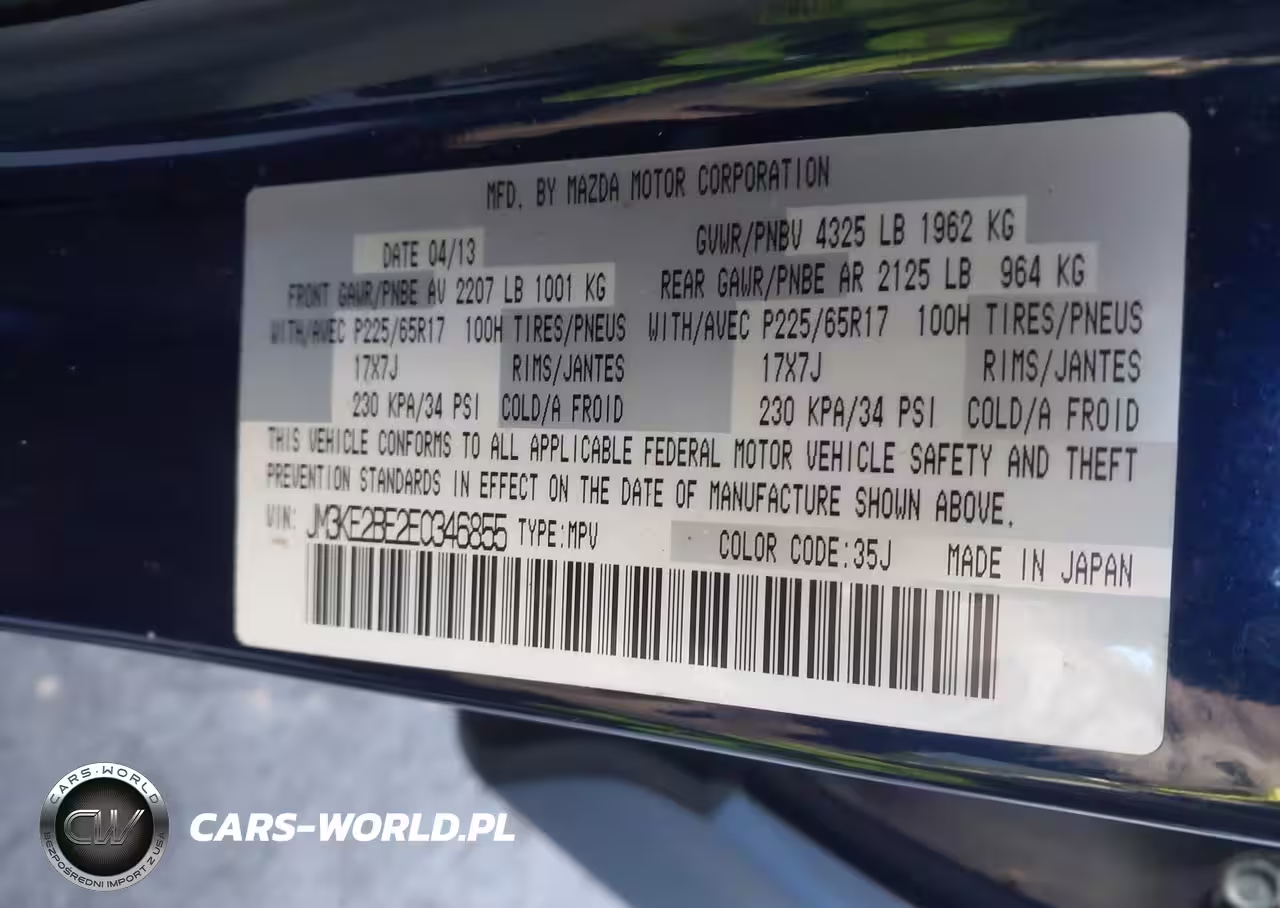 MFD. BY MAZDA MOTOR CORPORATION
DATE 04/13 GVWR/PNBV 4325 LB 1962 KG
FRONT GAWR/PNBE AV 2207 LB 1001 KG REAR GAWR/PNBE AR 2125 LB 964 KG
WITH/AVEC P225/65R17 100H TIRES/PNEUS WITH/AVEC P225/65R17 100H TIRES/PNEUS
17X7J RIMS/JANTES 17X7J RIMS/JANTES
230 KPA/34 PSI COLD/A FROID 230 KPA/34 PSI COLD/A FROID
THIS VEHICLE CONFORMS TO ALL APPLICABLE FEDERAL MOTOR VEHICLE SAFETY AND THEFT
PREVENTION STANDARDS IN EFFECT ON THE DATE OF MANUFACTURE SHOWN ABOVE.
VIN: JM3KE2BE2E0346855 TYPE:MPV COLOR CODE:35J MADE IN JAPAN
CARS-WORLD
CW
BEZPOŚREDNI IMPORT Z USA
CARS-WORLD.PL